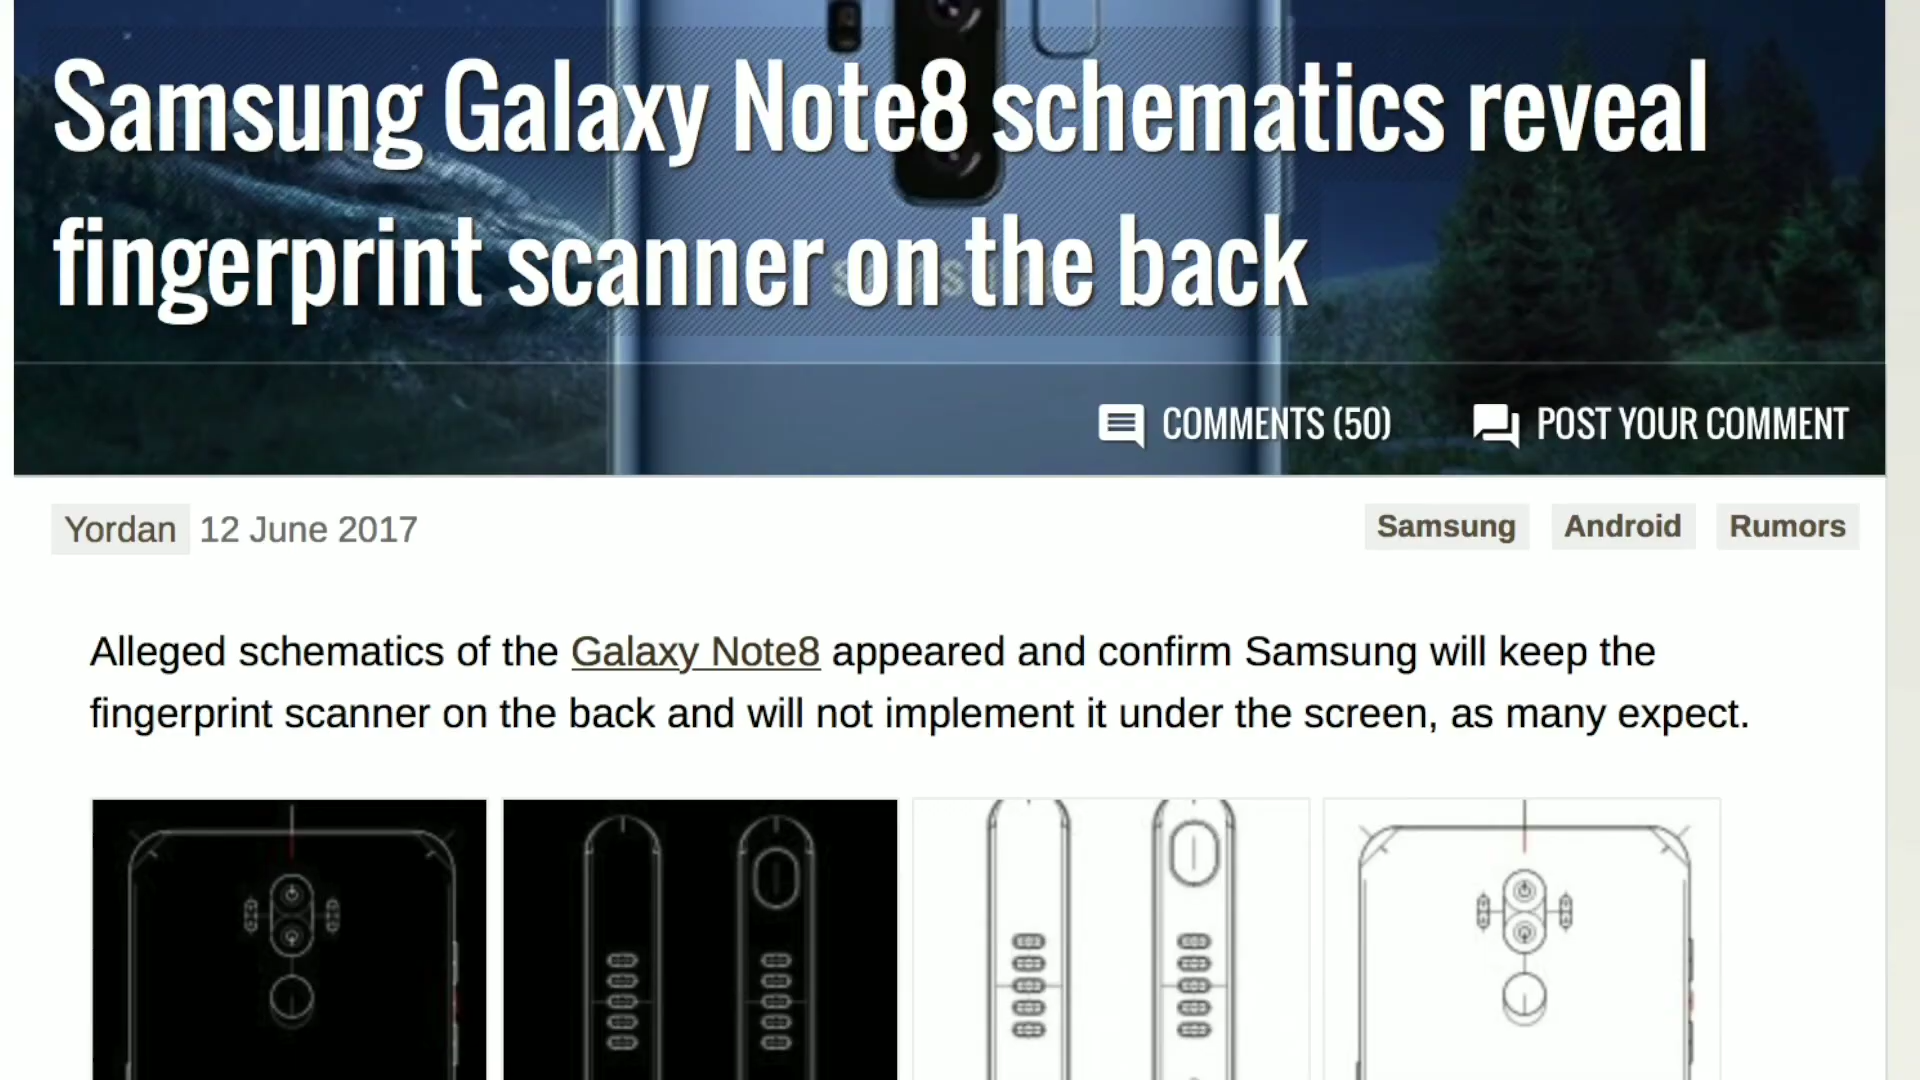 Samsung Galaxy Note8 schematics reveal
fingerprint scanner on the back
COMMENTS (50)
POST YOUR COMMENT
Yordan 12 June 2017
Samsung Android Rumors
Alleged schematics of the Galaxy Note8 appeared and confirm Samsung will keep the
fingerprint scanner on the back and will not implement it under the screen, as many expect.